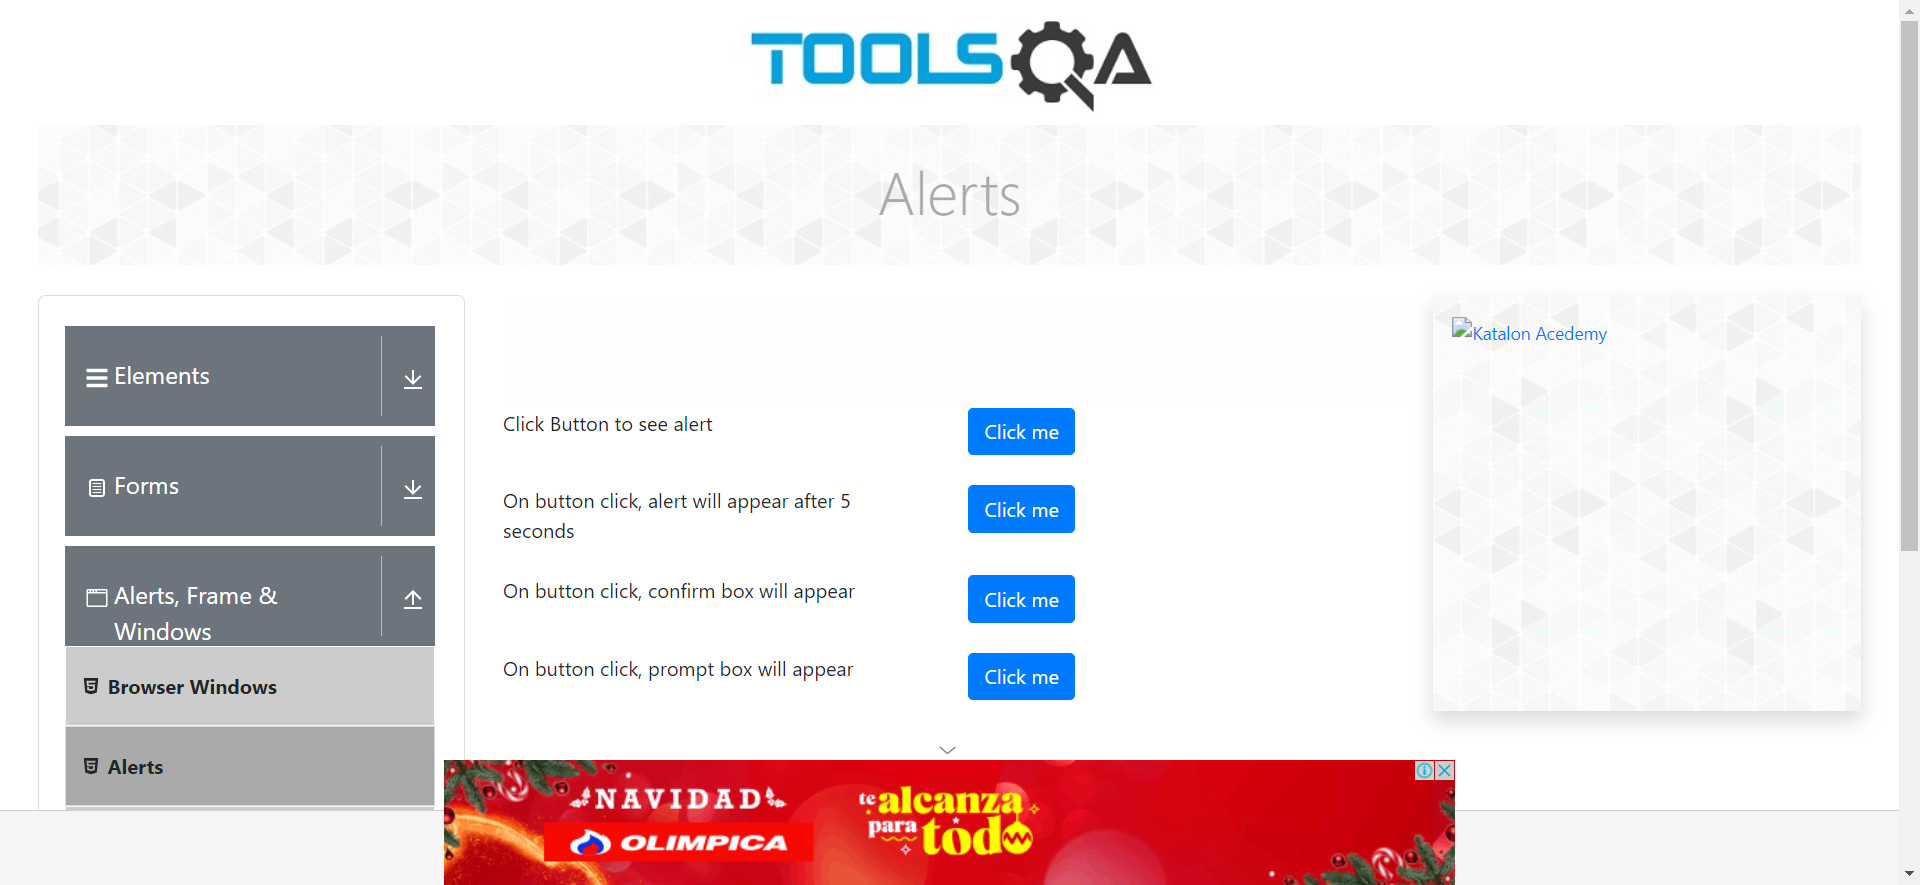 TOOLSQA
Alerts
Elements
Forms
Alerts, Frame &
Windows
Browser Windows
Alerts
Click Button to see alert
Click me
On button click, alert will appear after 5
seconds
Click me
On button click, confirm box will appear
Click me
On button click, prompt box will appear
Click me
Katalon Acedemy
NAVIDAD
OLIMPICA
te alcanza
para todo